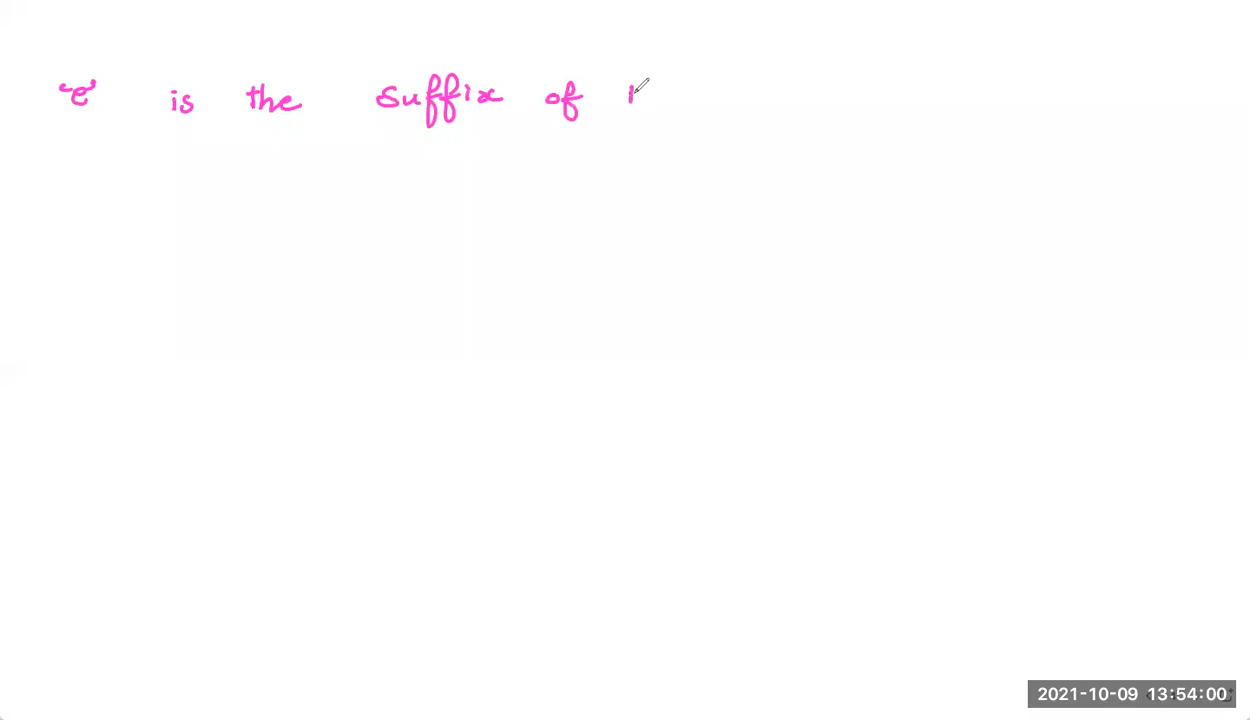 'e' is the suffix of
2021-10-09 13:54:00